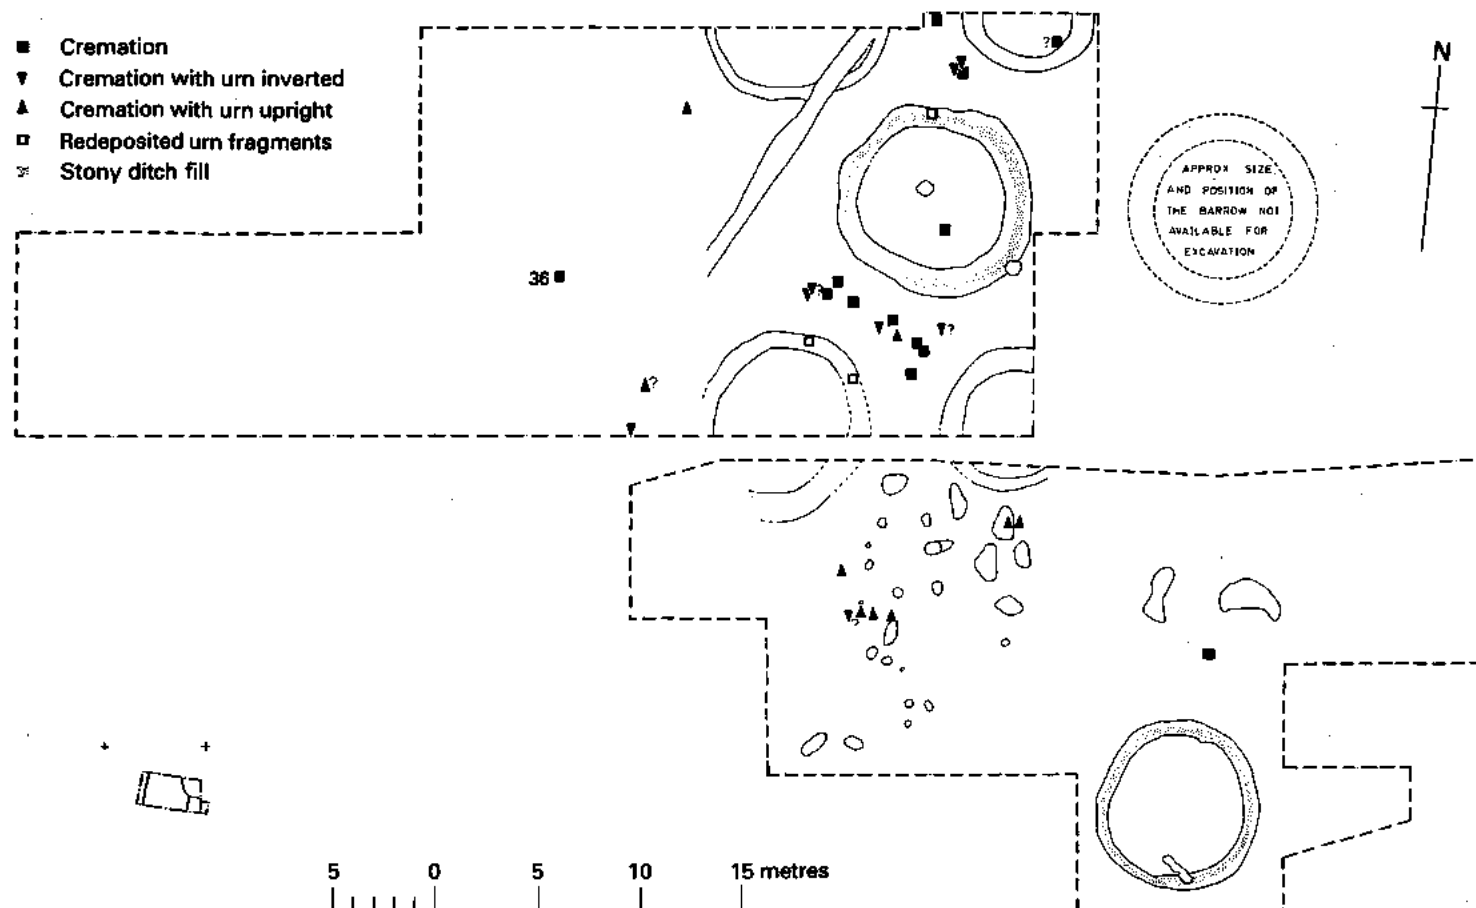 Cremation
Cremation with urn inverted
Cremation with urn upright
Redeposited urn fragments
Stony ditch fill
N
?
APPROX SIZE
AND POSITION OF
THE BARROW NOT
AVAILABLE FOR
EXCAVATION
36
?
?
?
?
?
5 0 5 10 15 metres